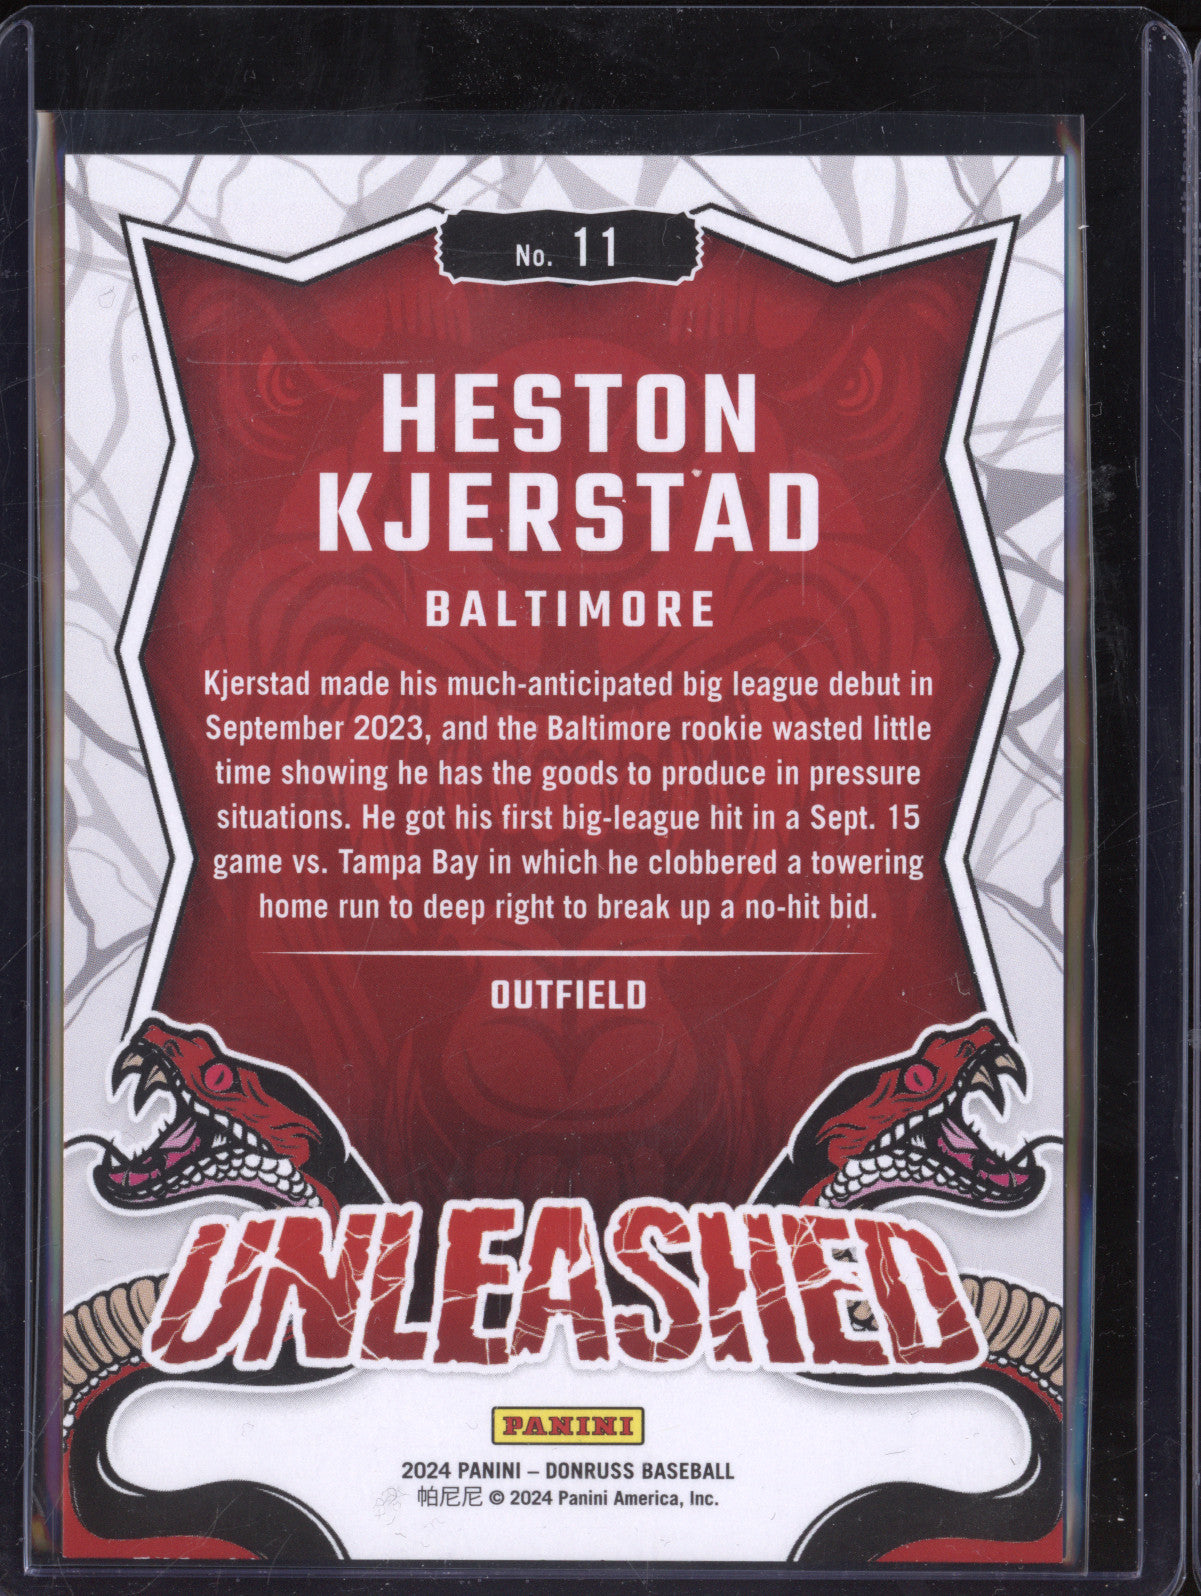 No. 11
HESTON
KJERSTAD
BALTIMORE
Kjerstad made his much-anticipated big league debut in
September 2023, and the Baltimore rookie wasted little
time showing he has the goods to produce in pressure
situations. He got his first big-league hit in a Sept. 15
game vs. Tampa Bay in which he clobbered a towering
home run to deep right to break up a no-hit bid.
OUTFIELD
UNLEASHED
PANINI
2024 PANINI – DONRUSS BASEBALL
帕尼尼 © 2024 Panini America, Inc.